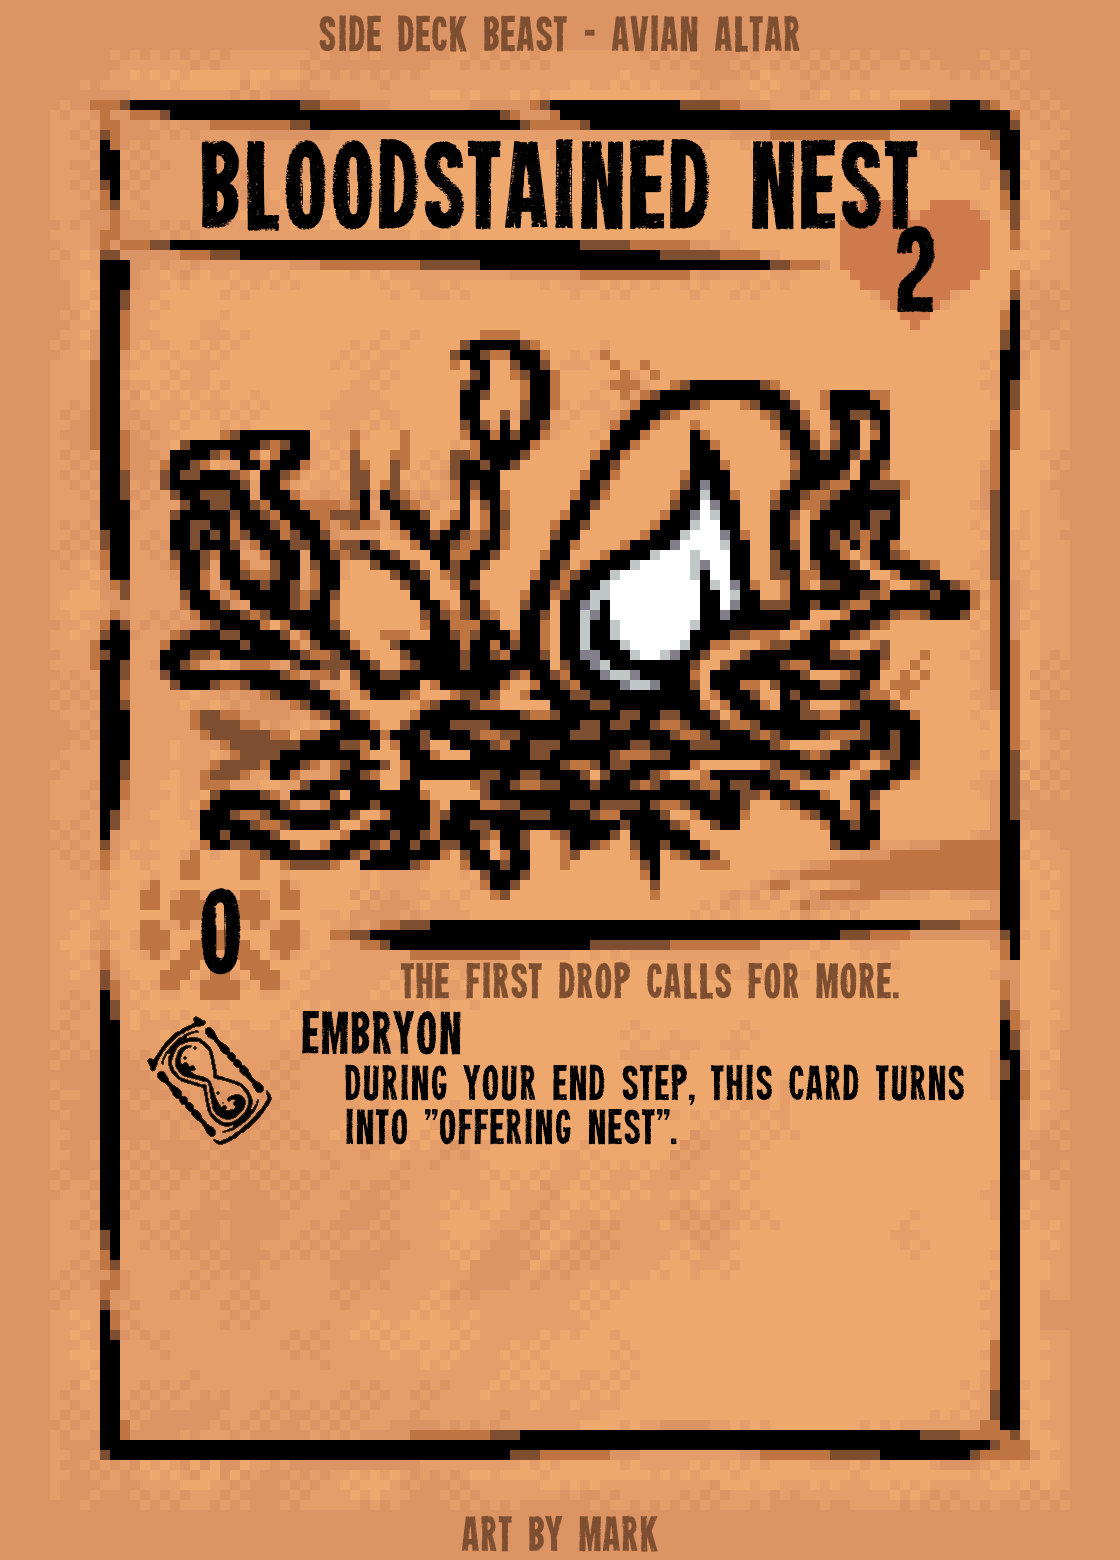 SIDE DECK BEAST - AVIAN ALTAR
BLOODSTAINED NEST
2
0
THE FIRST DROP CALLS FOR MORE.
EMBRYON
DURING YOUR END STEP, THIS CARD TURNS
INTO "OFFERING NEST".
ART BY MARK